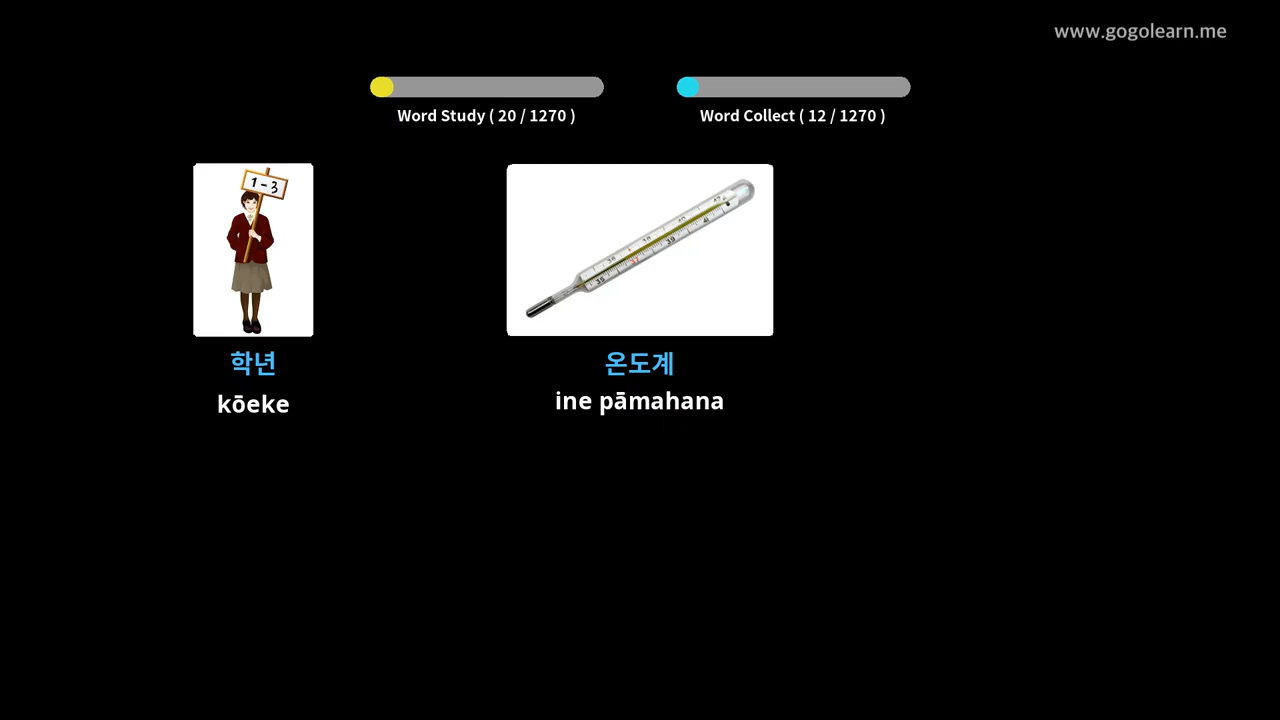 www.gogolearn.me
Word Study ( 20 / 1270 )
Word Collect ( 12 / 1270 )
1-3
학년
kōeke
온도계
ine pāmahana